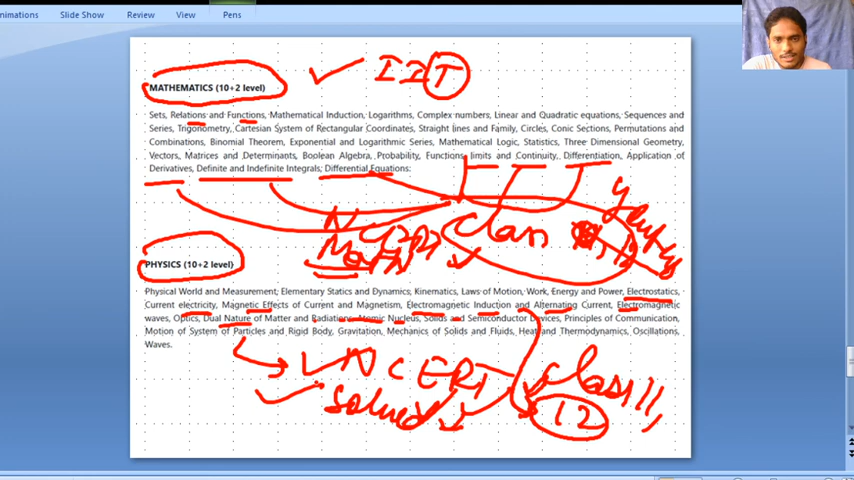 nimations Slide Show Review View Pens
MATHEMATICS (10+2 level)
✓ IIT
Sets, Relations and Functions, Mathematical Induction, Logarithms, Complex numbers, Linear and Quadratic equations, Sequences and
Series, Trigonometry, Cartesian System of Rectangular Coordinates, Straight lines and Family, Circles, Conic Sections, Permutations and
Combinations, Binomial Theorem, Exponential and Logarithmic Series, Mathematical Logic, Statistics, Three Dimensional Geometry,
Vectors, Matrices and Determinants, Boolean Algebra, Probability, Functions, limits and Continuity, Differentiation, Application of
Derivatives, Definite and Indefinite Integrals, Differential Equations.
NCERT class
Math
PHYSICS (10+2 level)
Physical World and Measurement, Elementary Statics and Dynamics, Kinematics, Laws of Motion, Work, Energy and Power, Electrostatics,
Current electricity, Magnetic Effects of Current and Magnetism, Electromagnetic Induction and Alternating Current, Electromagnetic
waves, Optics, Dual Nature of Matter and Radiations, Atomic Nucleus, Solids and Semiconductor Devices, Principles of Communication,
Motion of System of Particles and Rigid Body, Gravitation, Mechanics of Solids and Fluids, Heat and Thermodynamics, Oscillations,
Waves.
NCERT class 11,
Solved 12